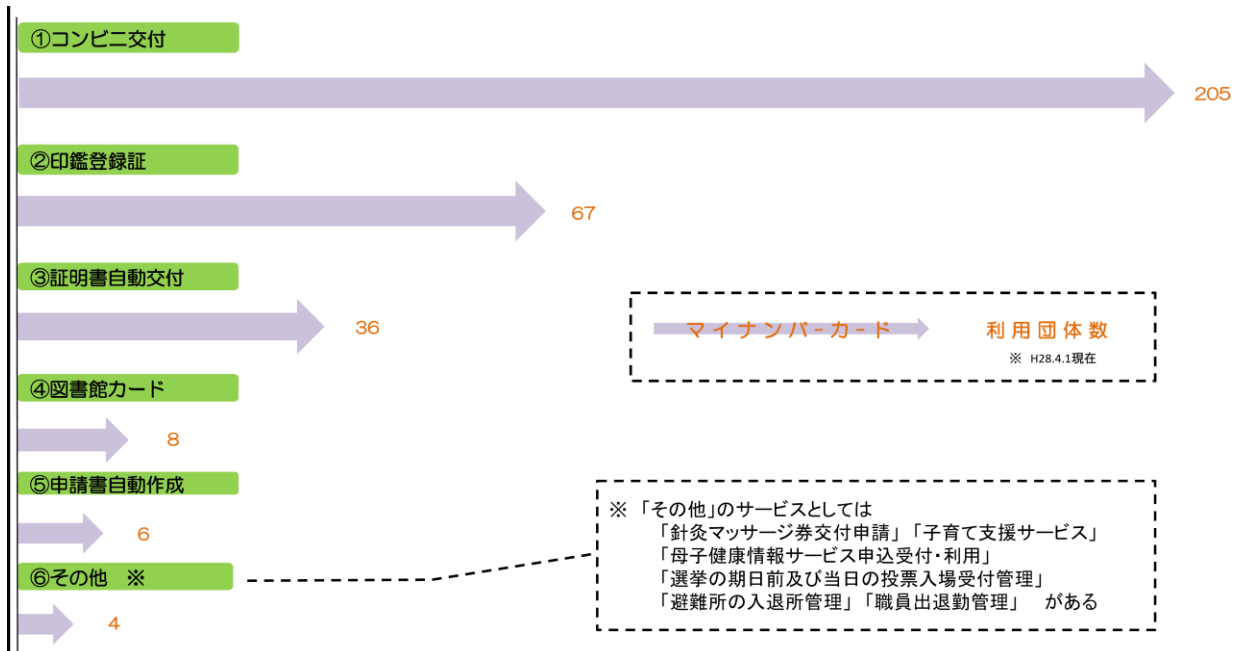 ①コンビニ交付
205
②印鑑登録証
67
③証明書自動交付
36
マイナンバーカード 利用団体数
※ H28.4.1現在
④図書館カード
8
⑤申請書自動作成
6
⑥その他 ※
4
※ 「その他」のサービスとしては
「針灸マッサージ券交付申請」「子育て支援サービス」
「母子健康情報サービス申込受付・利用」
「選挙の期日前及び当日の投票入場受付管理」
「避難所の入退所管理」「職員出退勤管理」 がある